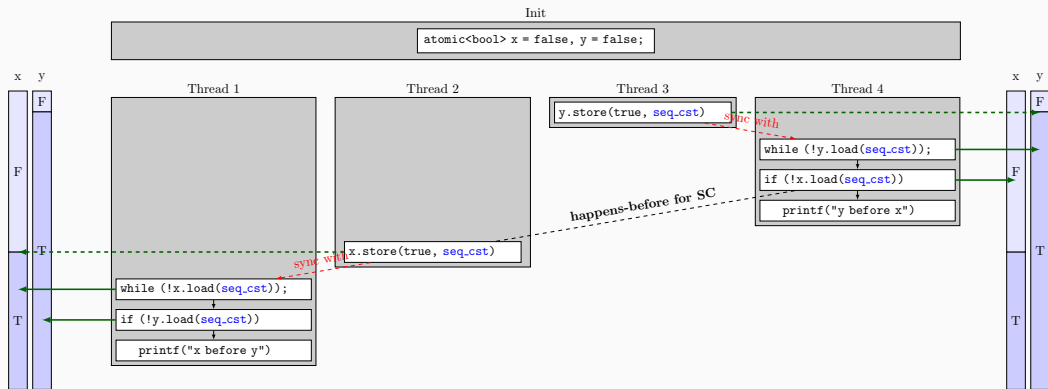 Init
atomic<bool> x = false, y = false;
x y
x y
Thread 1
Thread 2
Thread 3
Thread 4
F
F
y.store(true, seq_cst)
sync with
while (!y.load(seq_cst));
F
if (!x.load(seq_cst))
F
printf("y before x")
happens-before for SC
T
x.store(true, seq_cst)
T
sync with
while (!x.load(seq_cst));
T
if (!y.load(seq_cst))
T
printf("x before y")